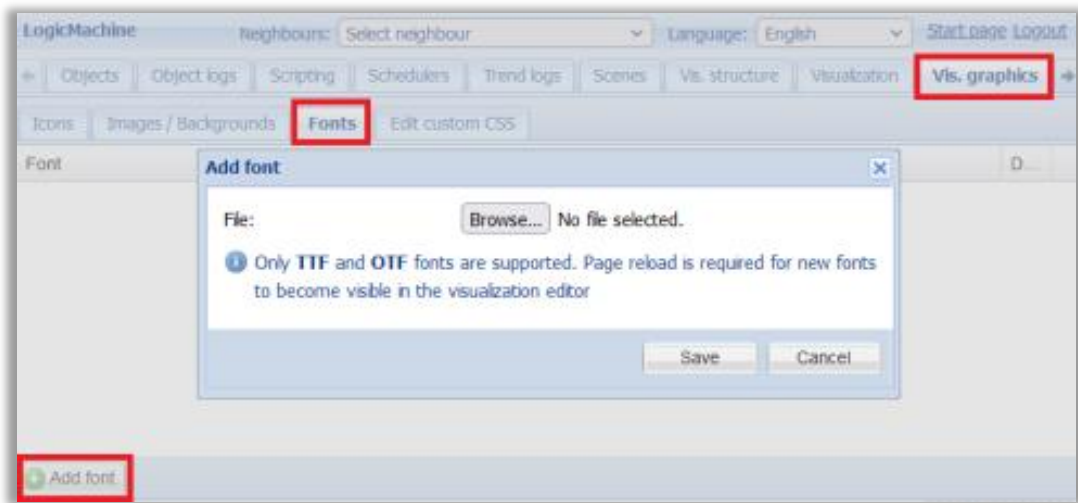 LogicMachine Neighbours: Select neighbour Language: English Start page Logout
Objects Object logs Scripting Schedulers Trend logs Scenes Vis. structure Visualization Vis. graphics
Icons Images / Backgrounds Fonts Edit custom CSS
Font D...
Add font
File: Browse... No file selected.
Only TTF and OTF fonts are supported. Page reload is required for new fonts
to become visible in the visualization editor
Save Cancel
Add font